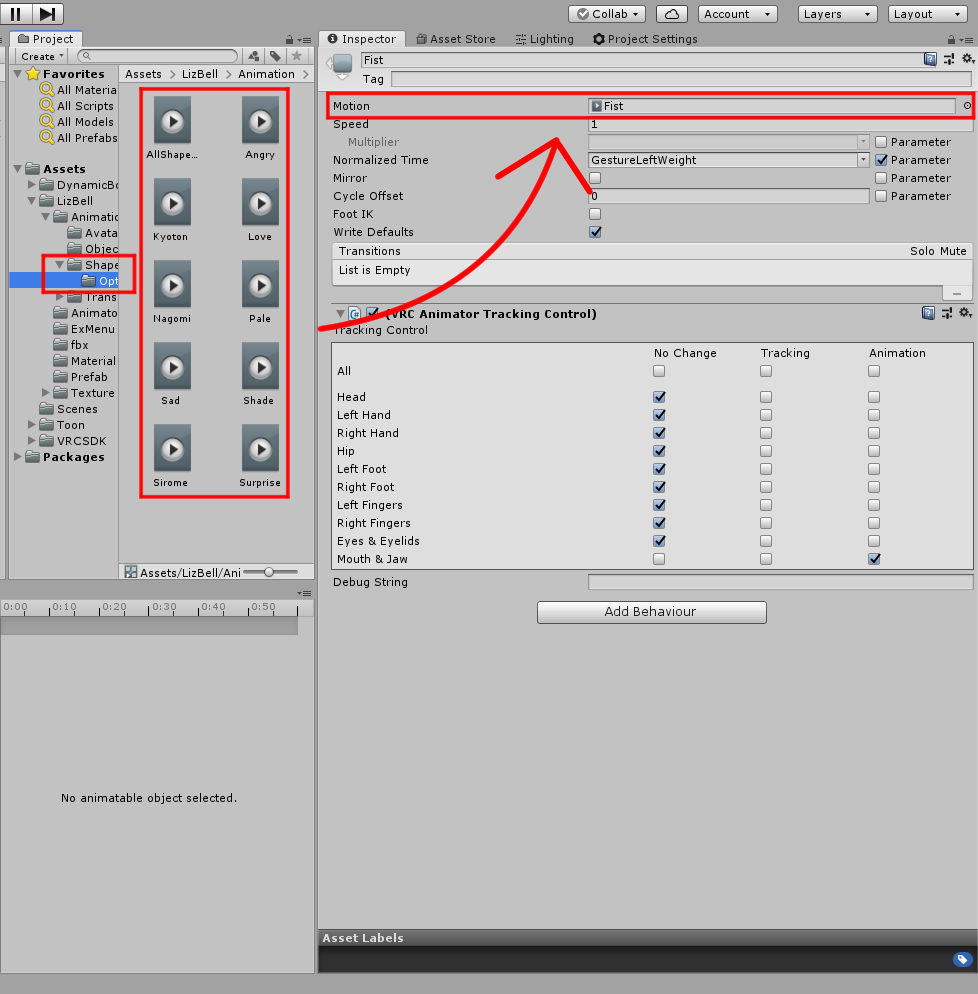 Collab
Account
Layers
Layout
Project
Create
Favorites
All Materia
All Scripts
All Models
All Prefabs
Assets
DynamicBo
LizBell
Animatio
Avata
Objec
Shape
Opt
Trans
Animato
ExMenu
fbx
Material
Prefab
Texture
Scenes
Toon
VRCSDK
Packages
Assets > LizBell > Animation >
AllShape... Angry
Kyoton Love
Nagomi Pale
Sad Shade
Sirome Surprise
Assets/LizBell/Ani
0:00 0:10 0:20 0:30 0:40 0:50
No animatable object selected.
Inspector Asset Store Lighting Project Settings
Fist
Tag
Motion Fist
Speed 1
Multiplier Parameter
Normalized Time GestureLeftWeight Parameter
Mirror Parameter
Cycle Offset 0 Parameter
Foot IK
Write Defaults
Transitions Solo Mute
List is Empty
(VRC Animator Tracking Control)
Tracking Control
No Change Tracking Animation
All
Head
Left Hand
Right Hand
Hip
Left Foot
Right Foot
Left Fingers
Right Fingers
Eyes & Eyelids
Mouth & Jaw
Debug String
Add Behaviour
Asset Labels